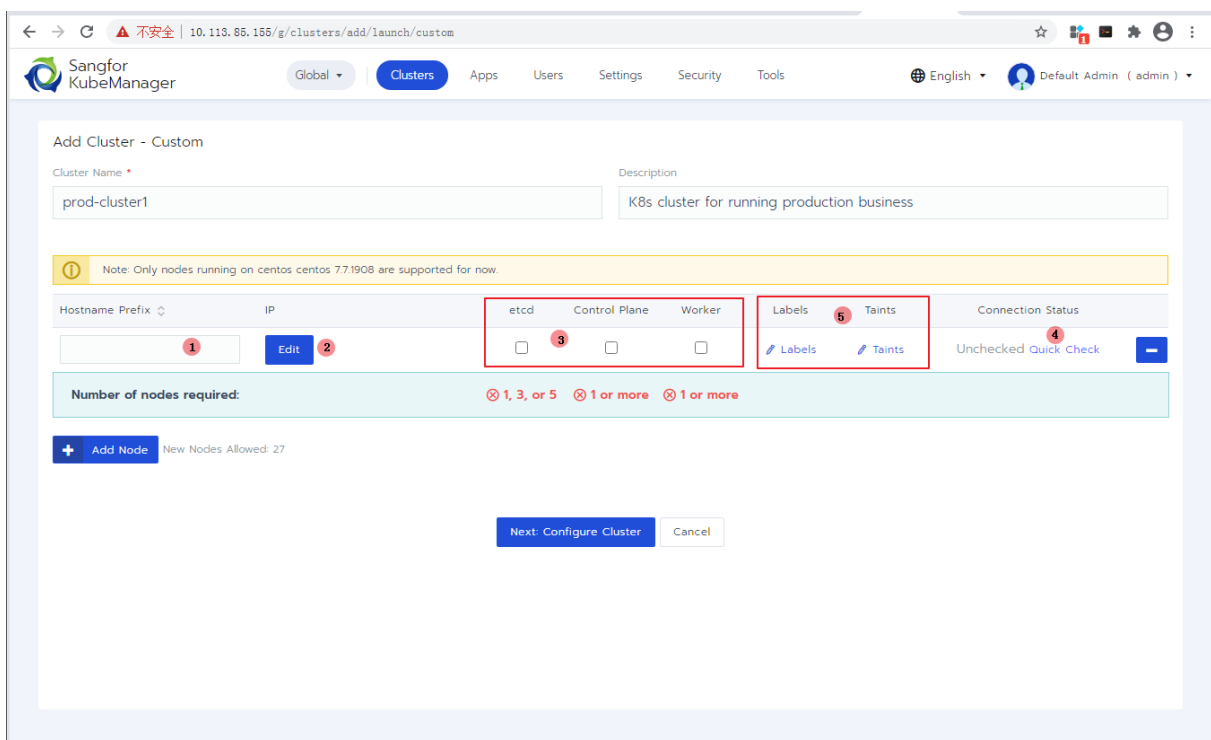 不安全 | 10.113.85.155/g/clusters/add/launch/custom
1
Sangfor
KubeManager
Global Clusters Apps Users Settings Security Tools English Default Admin ( admin )
Add Cluster - Custom
Cluster Name * Description
prod-cluster1 K8s cluster for running production business
Note: Only nodes running on centos centos 7.7.1908 are supported for now.
Hostname Prefix IP etcd Control Plane Worker Labels 5 Taints Connection Status
1 Edit 2 3 Labels Taints 4 Unchecked Quick Check
Number of nodes required: 1, 3, or 5 1 or more 1 or more
+ Add Node New Nodes Allowed: 27
Next: Configure Cluster Cancel